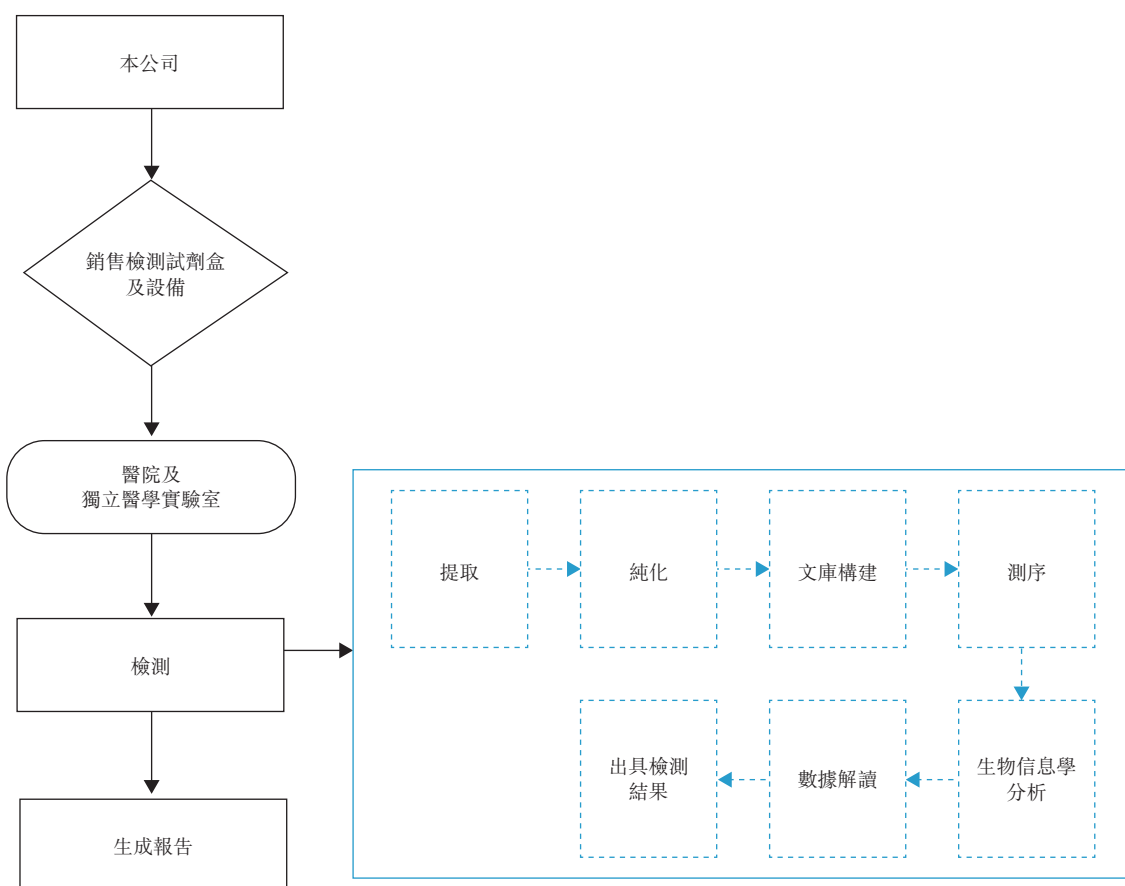 本公司
銷售檢測試劑盒
及設備
醫院及
獨立醫學實驗室
檢測
生成報告
提取
純化
文庫構建
測序
生物信息學
分析
數據解讀
出具檢測
結果